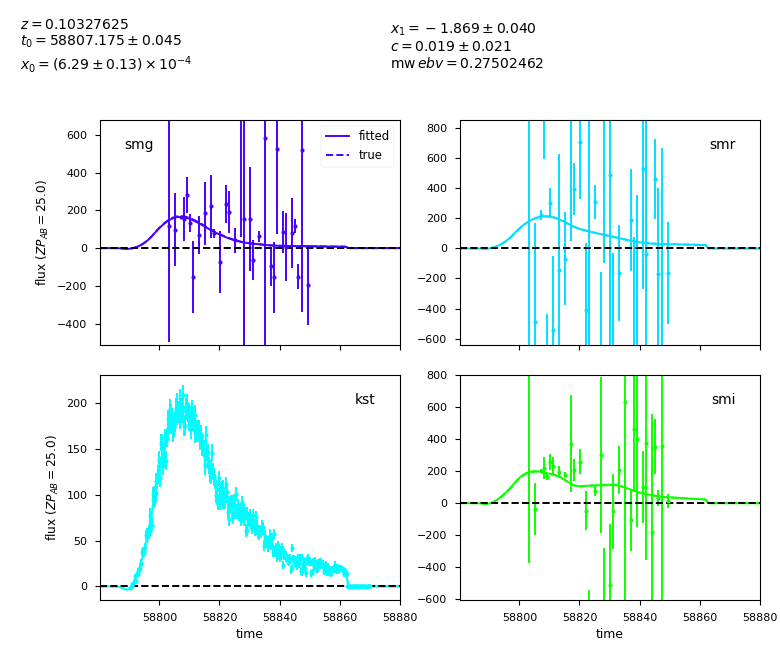 z = 0.10327625
t₀ = 58807.175 ± 0.045
x₀ = (6.29 ± 0.13) × 10⁻⁴
x₁ = −1.869 ± 0.040
c = 0.019 ± 0.021
mw ebv = 0.27502462
smg
fitted
true
600
400
200
0
−200
−400
flux (ZP_AB = 25.0)
smr
800
600
400
200
0
−200
−400
−600
kst
200
150
100
50
0
flux (ZP_AB = 25.0)
58800
58820
58840
58860
58880
time
smi
800
600
400
200
0
−200
−400
−600
58800
58820
58840
58860
58880
time